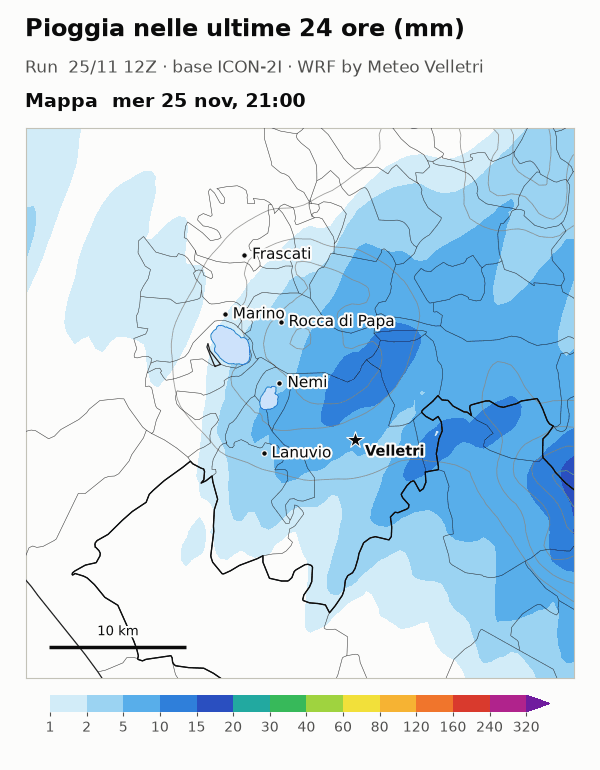 Pioggia nelle ultime 24 ore (mm)
Run 25/11 12Z · base ICON-2I · WRF by Meteo Velletri
Mappa mer 25 nov, 21:00
Frascati
Marino
Rocca di Papa
Nemi
Velletri
Lanuvio
10 km
1 2 5 10 15 20 30 40 60 80 120 160 240 320